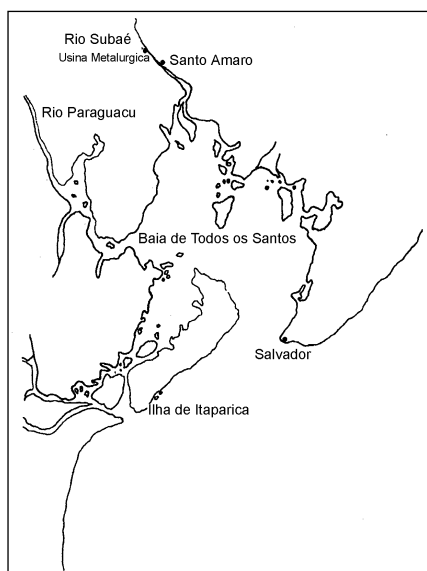 Rio Subaé
Usina Metalurgica
Santo Amaro
Rio Paraguacu
Baia de Todos os Santos
Salvador
Ilha de Itaparica